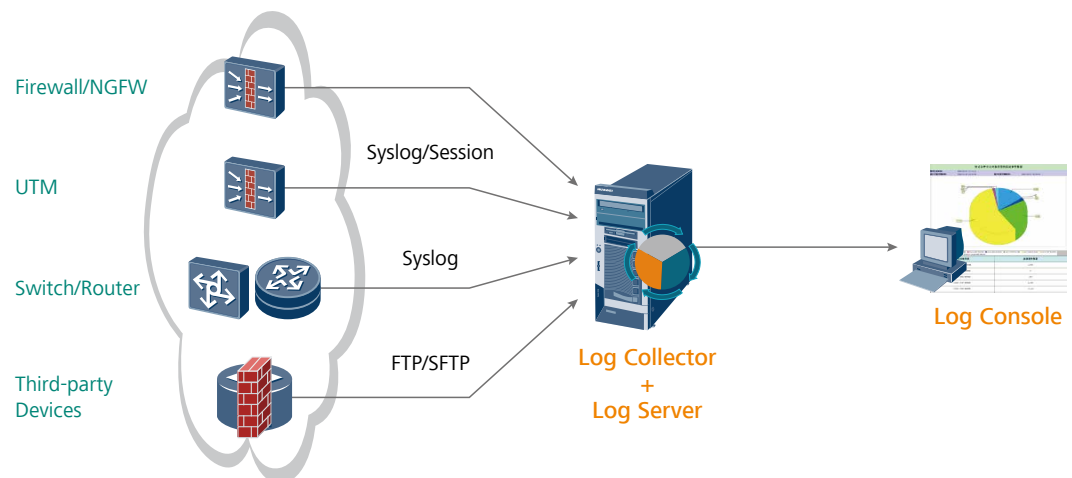 Firewall/NGFW
Syslog/Session
UTM
Syslog
Switch/Router
FTP/SFTP
Third-party
Devices
Log Collector
+
Log Server
Log Console